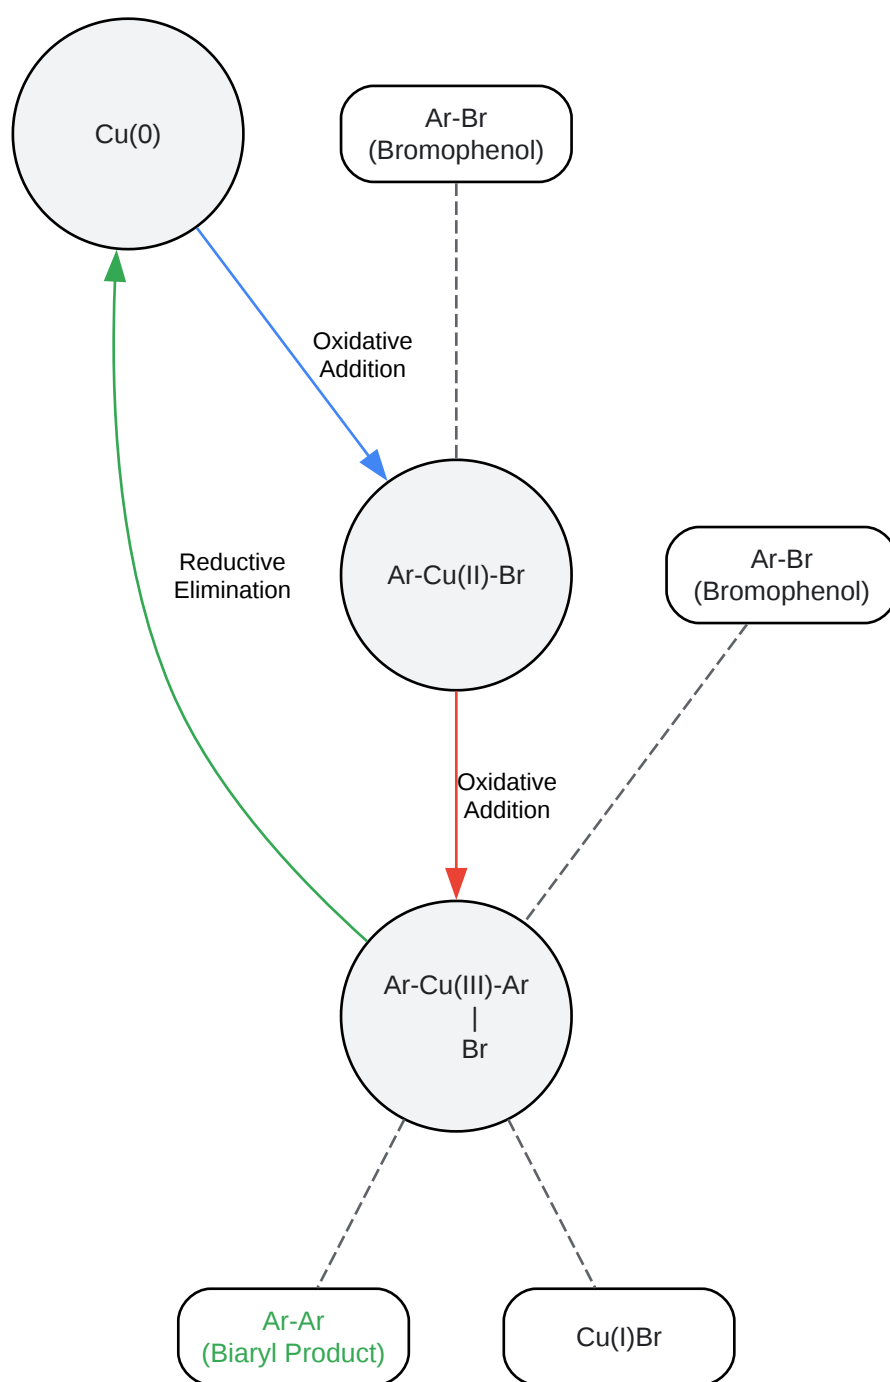 Cu(0)
Ar-Br
(Bromophenol)
Oxidative
Addition
Reductive
Elimination
Ar-Cu(II)-Br
Ar-Br
(Bromophenol)
Oxidative
Addition
Ar-Cu(III)-Ar
|
Br
Ar-Ar
(Biaryl Product)
Cu(I)Br